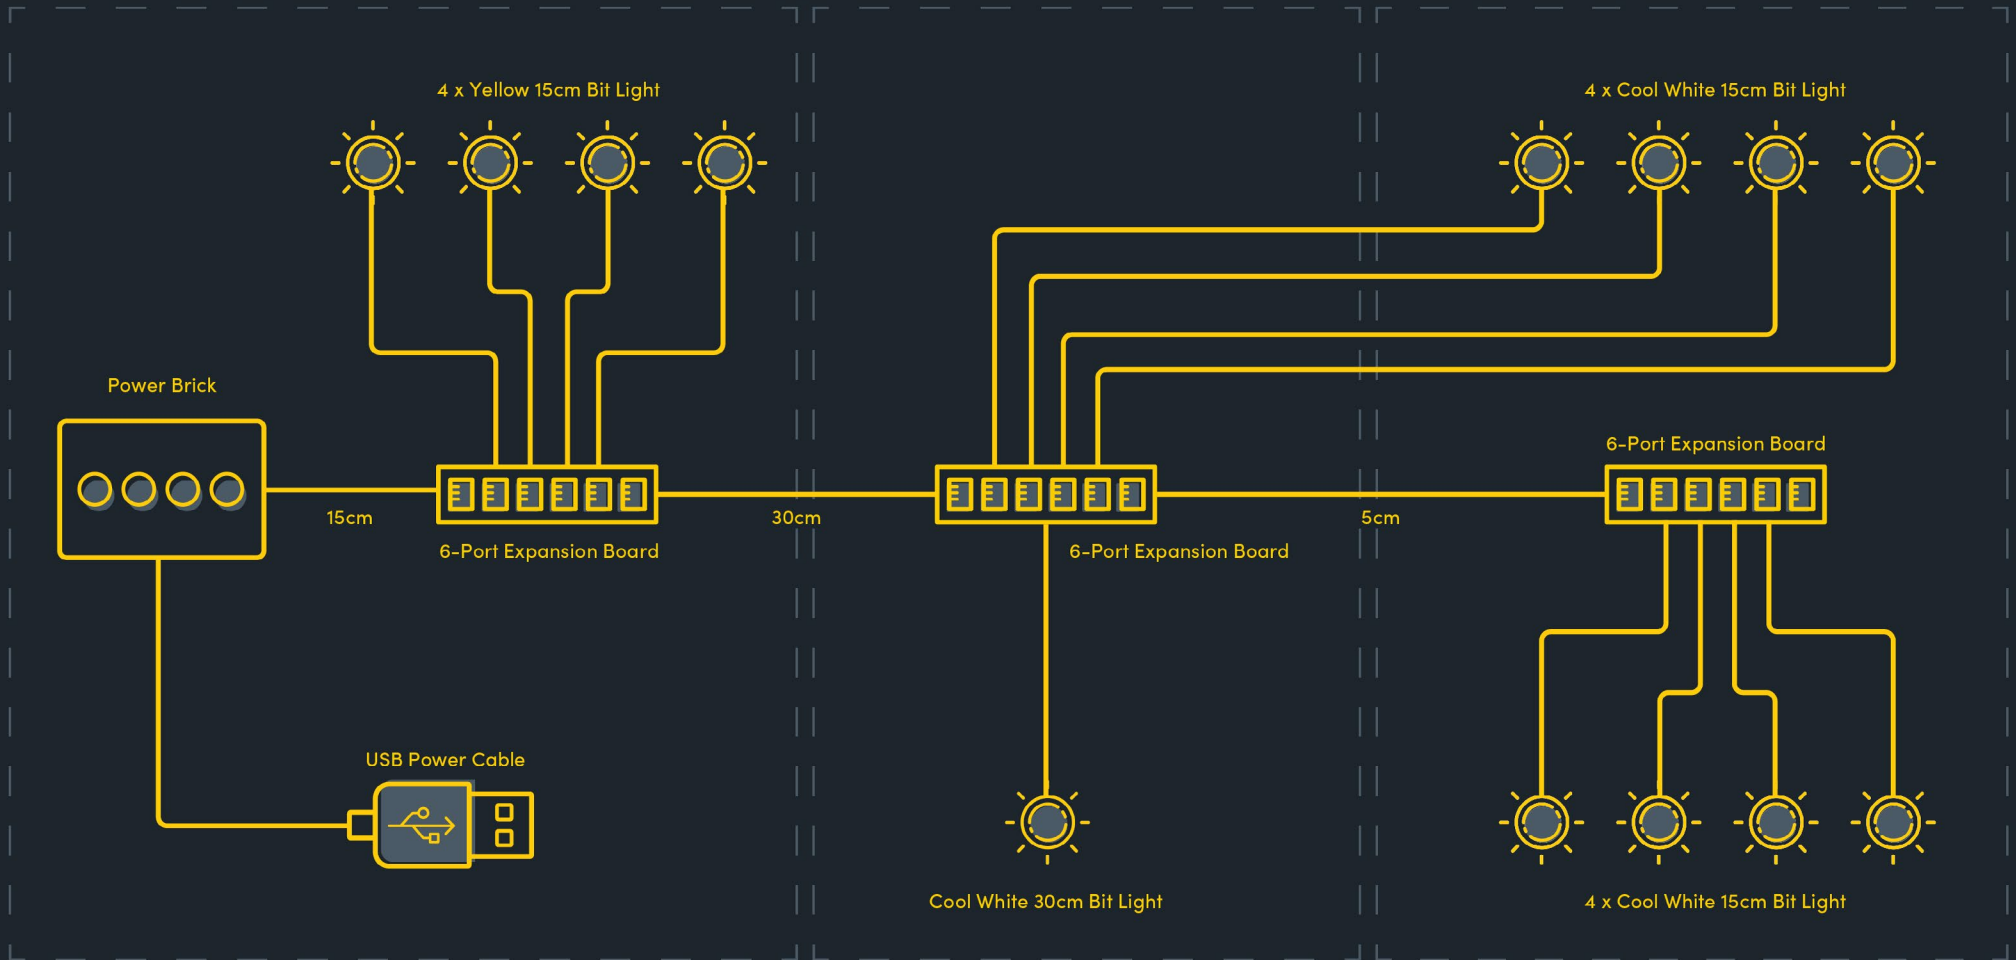 4 x Yellow 15cm Bit Light
4 x Cool White 15cm Bit Light
Power Brick
6-Port Expansion Board
15cm
30cm
5cm
6-Port Expansion Board
6-Port Expansion Board
USB Power Cable
Cool White 30cm Bit Light
4 x Cool White 15cm Bit Light